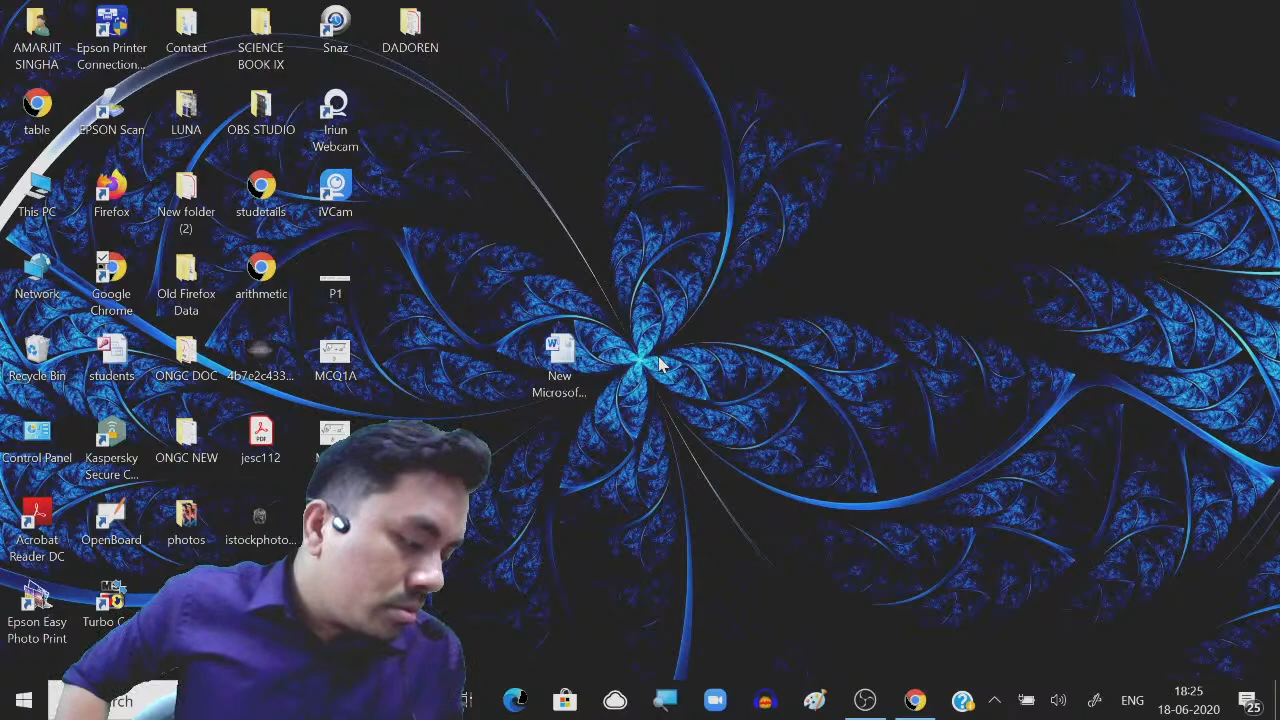 AMARJIT
SINGHA
Epson Printer
Connection...
Contact
SCIENCE
BOOK IX
Snaz
DADOREN
table
EPSON Scan
LUNA
OBS STUDIO
Iriun
Webcam
This PC
Firefox
New folder
(2)
studetails
iVCam
Network
Google
Chrome
Old Firefox
Data
arithmetic
P1
Recycle Bin
students
ONGC DOC
4b7e2c433...
MCQ1A
New
Microsof...
Control Panel
Kaspersky
Secure C...
ONGC NEW
PDF
jesc112
Acrobat
Reader DC
OpenBoard
photos
istockphoto...
Epson Easy
Photo Print
Turbo
ENG
18:25
18-06-2020
25